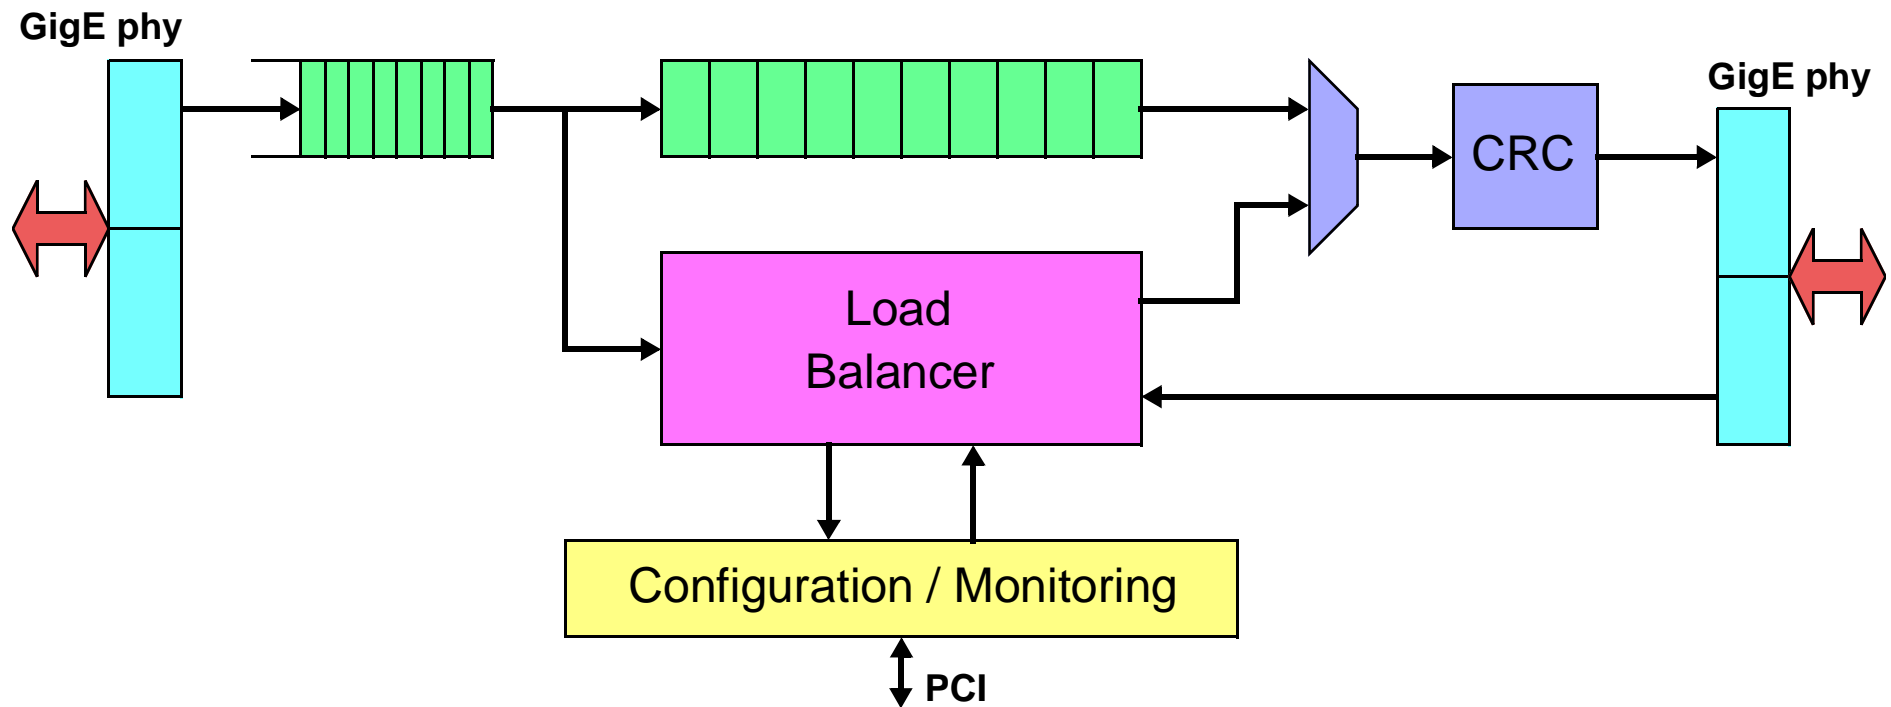 GigE phy
GigE phy
CRC
Load
Balancer
Configuration / Monitoring
PCI